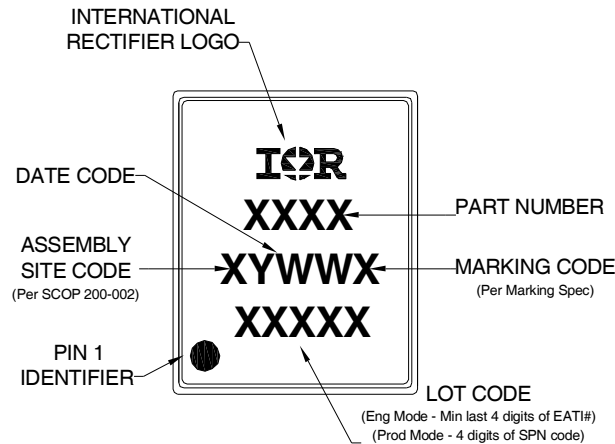 INTERNATIONAL
RECTIFIER LOGO
IOR
DATE CODE
XXXX
PART NUMBER
ASSEMBLY
SITE CODE
(Per SCOP 200-002)
XYWWX
MARKING CODE
(Per Marking Spec)
XXXXX
PIN 1
IDENTIFIER
LOT CODE
(Eng Mode - Min last 4 digits of EATI#)
(Prod Mode - 4 digits of SPN code)